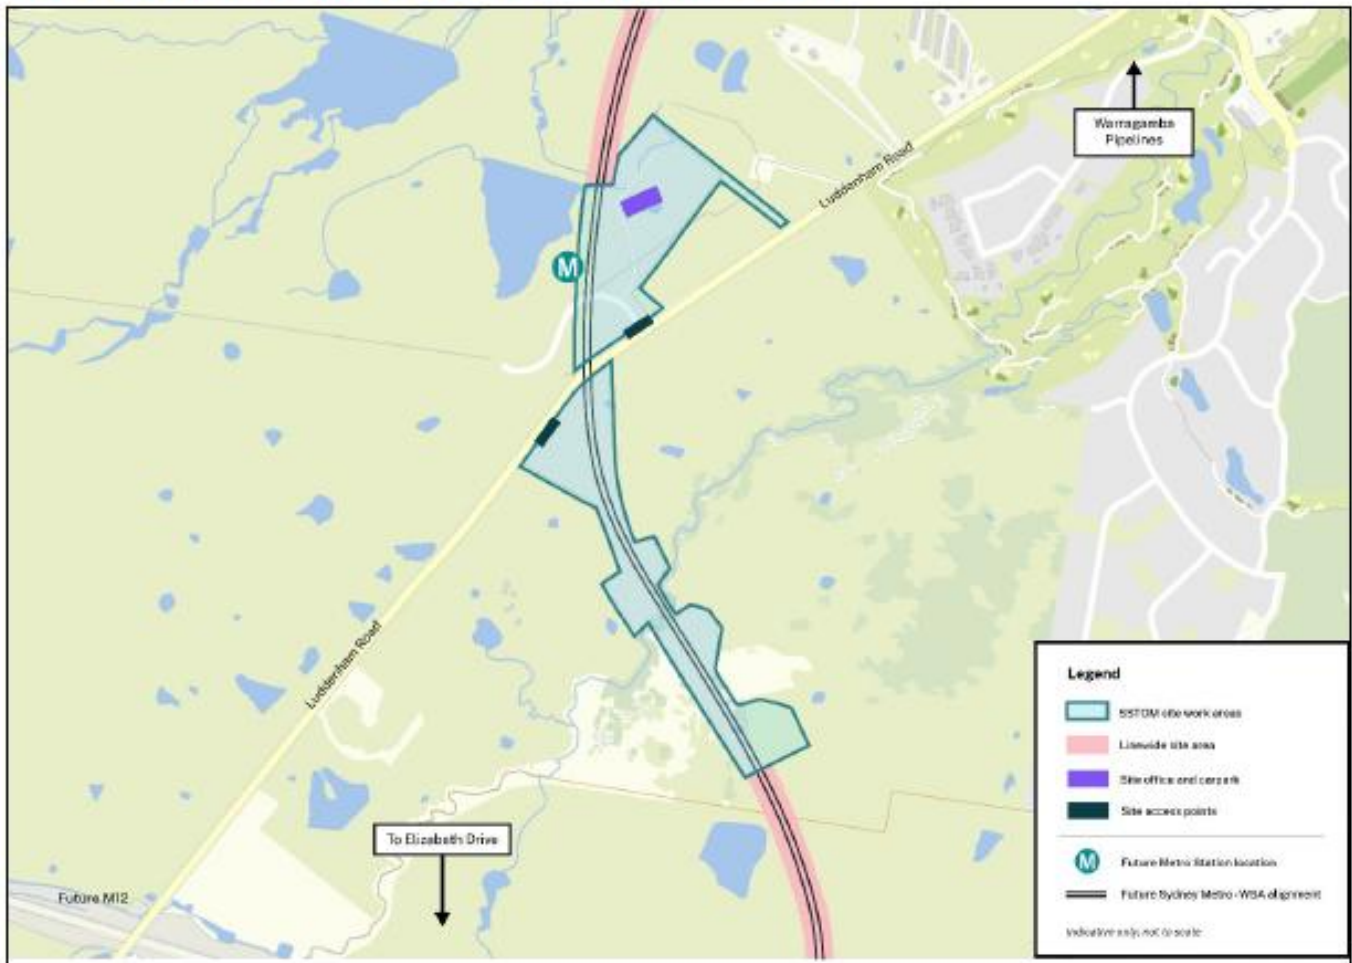 Warragamba
Pipelines
Luddenham Road
Luddenham Road
To Elizabeth Drive
Future M12
Legend
SSTOM site work areas
Linewide site area
Site office and carpark
Site access points
M
M
Future Metro Station location
Future Sydney Metro - WSA alignment
Indicative only, not to scale